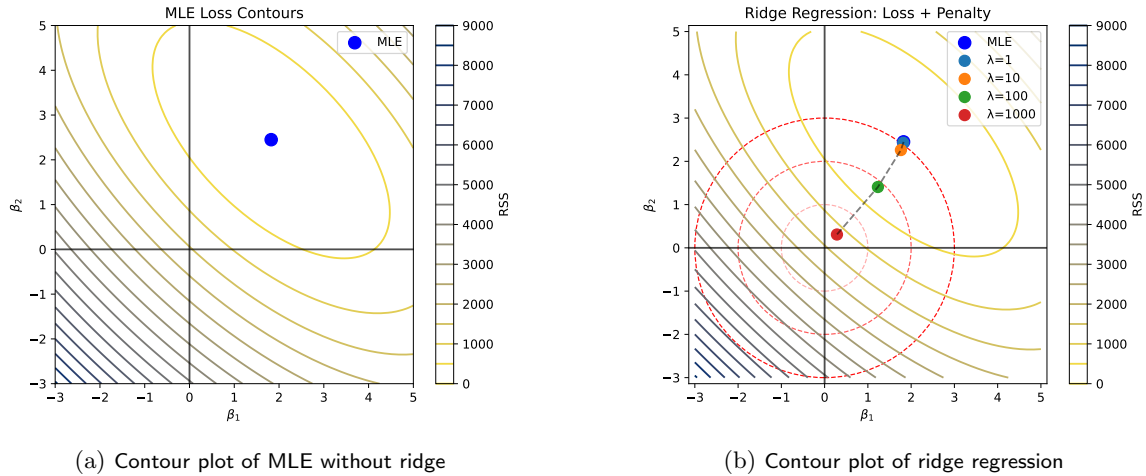 MLE Loss Contours
MLE
5
4
3
2
1
0
−1
−2
−3
β2
−3 −2 −1 0 1 2 3 4 5
β1
9000
8000
7000
6000
5000
4000
3000
2000
1000
0
RSS
(a) Contour plot of MLE without ridge
Ridge Regression: Loss + Penalty
MLE
λ=1
λ=10
λ=100
λ=1000
5
4
3
2
1
0
−1
−2
−3
β2
−3 −2 −1 0 1 2 3 4 5
β1
9000
8000
7000
6000
5000
4000
3000
2000
1000
0
RSS
(b) Contour plot of ridge regression